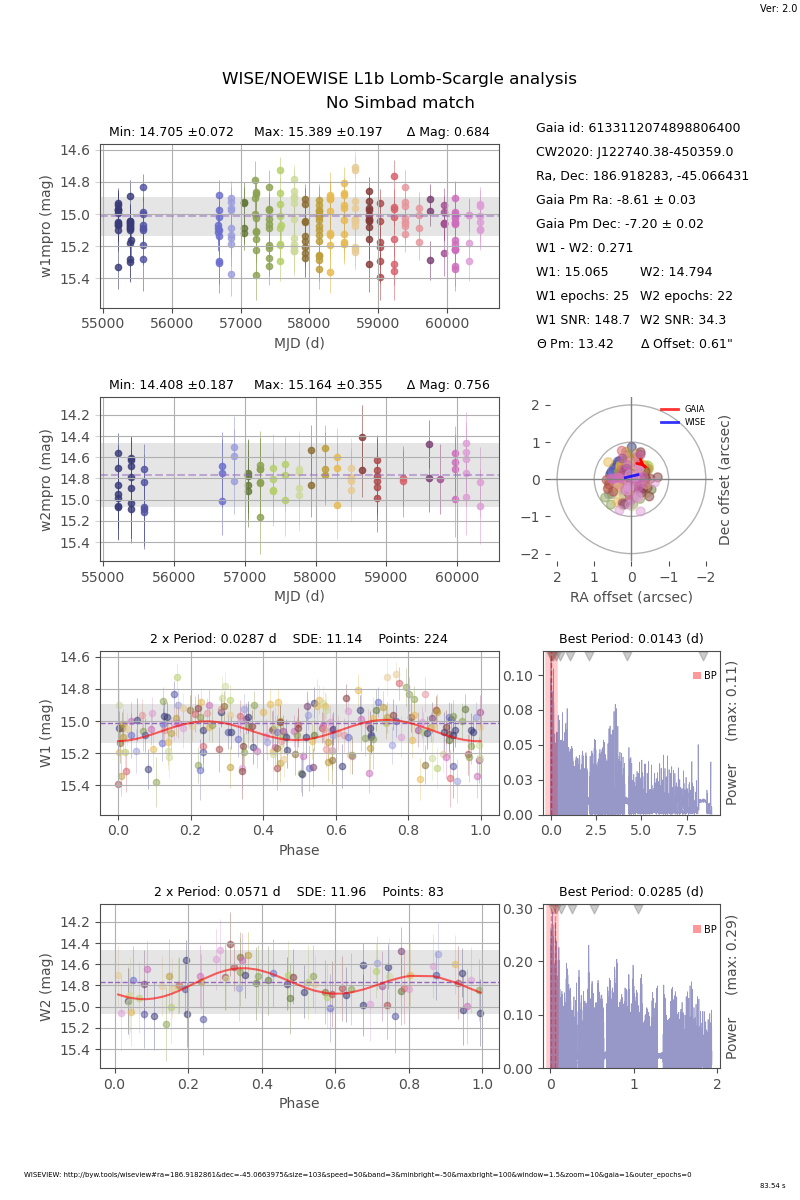 Ver: 2.0
WISE/NOEWISE L1b Lomb-Scargle analysis
No Simbad match
Min: 14.705 ±0.072 Max: 15.389 ±0.197 Δ Mag: 0.684
14.6
14.8
15.0
15.2
15.4
w1mpro (mag)
55000 56000 57000 58000 59000 60000
MJD (d)
Gaia id: 6133112074898806400
CW2020: J122740.38-450359.0
Ra, Dec: 186.918283, -45.066431
Gaia Pm Ra: -8.61 ± 0.03
Gaia Pm Dec: -7.20 ± 0.02
W1 - W2: 0.271
W1: 15.065 W2: 14.794
W1 epochs: 25 W2 epochs: 22
W1 SNR: 148.7 W2 SNR: 34.3
Θ Pm: 13.42 Δ Offset: 0.61"
Min: 14.408 ±0.187 Max: 15.164 ±0.355 Δ Mag: 0.756
14.2
14.4
14.6
14.8
15.0
15.2
15.4
w2mpro (mag)
55000 56000 57000 58000 59000 60000
MJD (d)
2
1
0
−1
−2
GAIA
WISE
Dec offset (arcsec)
2 1 0 −1 −2
RA offset (arcsec)
2 x Period: 0.0287 d SDE: 11.14 Points: 224
14.6
14.8
15.0
15.2
15.4
W1 (mag)
0.0 0.2 0.4 0.6 0.8 1.0
Phase
Best Period: 0.0143 (d)
0.10
0.08
0.05
0.03
0.00
BP
Power (max: 0.11)
0.0 2.5 5.0 7.5
2 x Period: 0.0571 d SDE: 11.96 Points: 83
14.2
14.4
14.6
14.8
15.0
15.2
15.4
W2 (mag)
0.0 0.2 0.4 0.6 0.8 1.0
Phase
Best Period: 0.0285 (d)
0.30
0.20
0.10
0.00
BP
Power (max: 0.29)
0 1 2
WISEVIEW: http://byw.tools/wiseview#ra=186.9182861&dec=-45.0663975&size=103&speed=50&band=3&minbright=-50&maxbright=100&window=1.5&zoom=10&gaia=1&outer_epochs=0
83.54 s